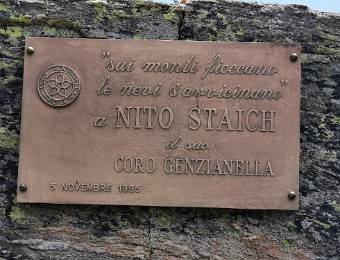 "sui monti fioccano
le nevi s'avvicinano"
a NITO STAICH
il suo
CORO GENZIANELLA
5 NOVEMBRE 1995